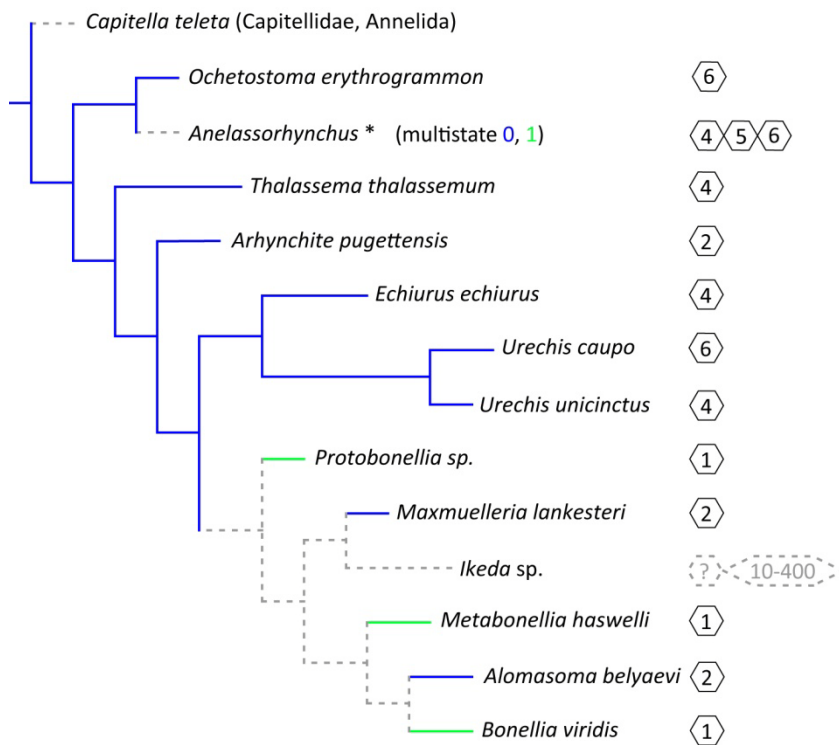 Capitella teleta (Capitellidae, Annelida)
Ochetostoma erythrogrammon 6
Anelassorhynchus * (multistate 0, 1) 4 5 6
Thalassema thalassemum 4
Arhynchite pugettensis 2
Echiurus echiurus 4
Urechis caupo 6
Urechis unicinctus 4
Protobonellia sp. 1
Maxmuelleria lankesteri 2
Ikeda sp. ? 10-400
Metabonellia haswelli 1
Alomasoma belyaevi 2
Bonellia viridis 1